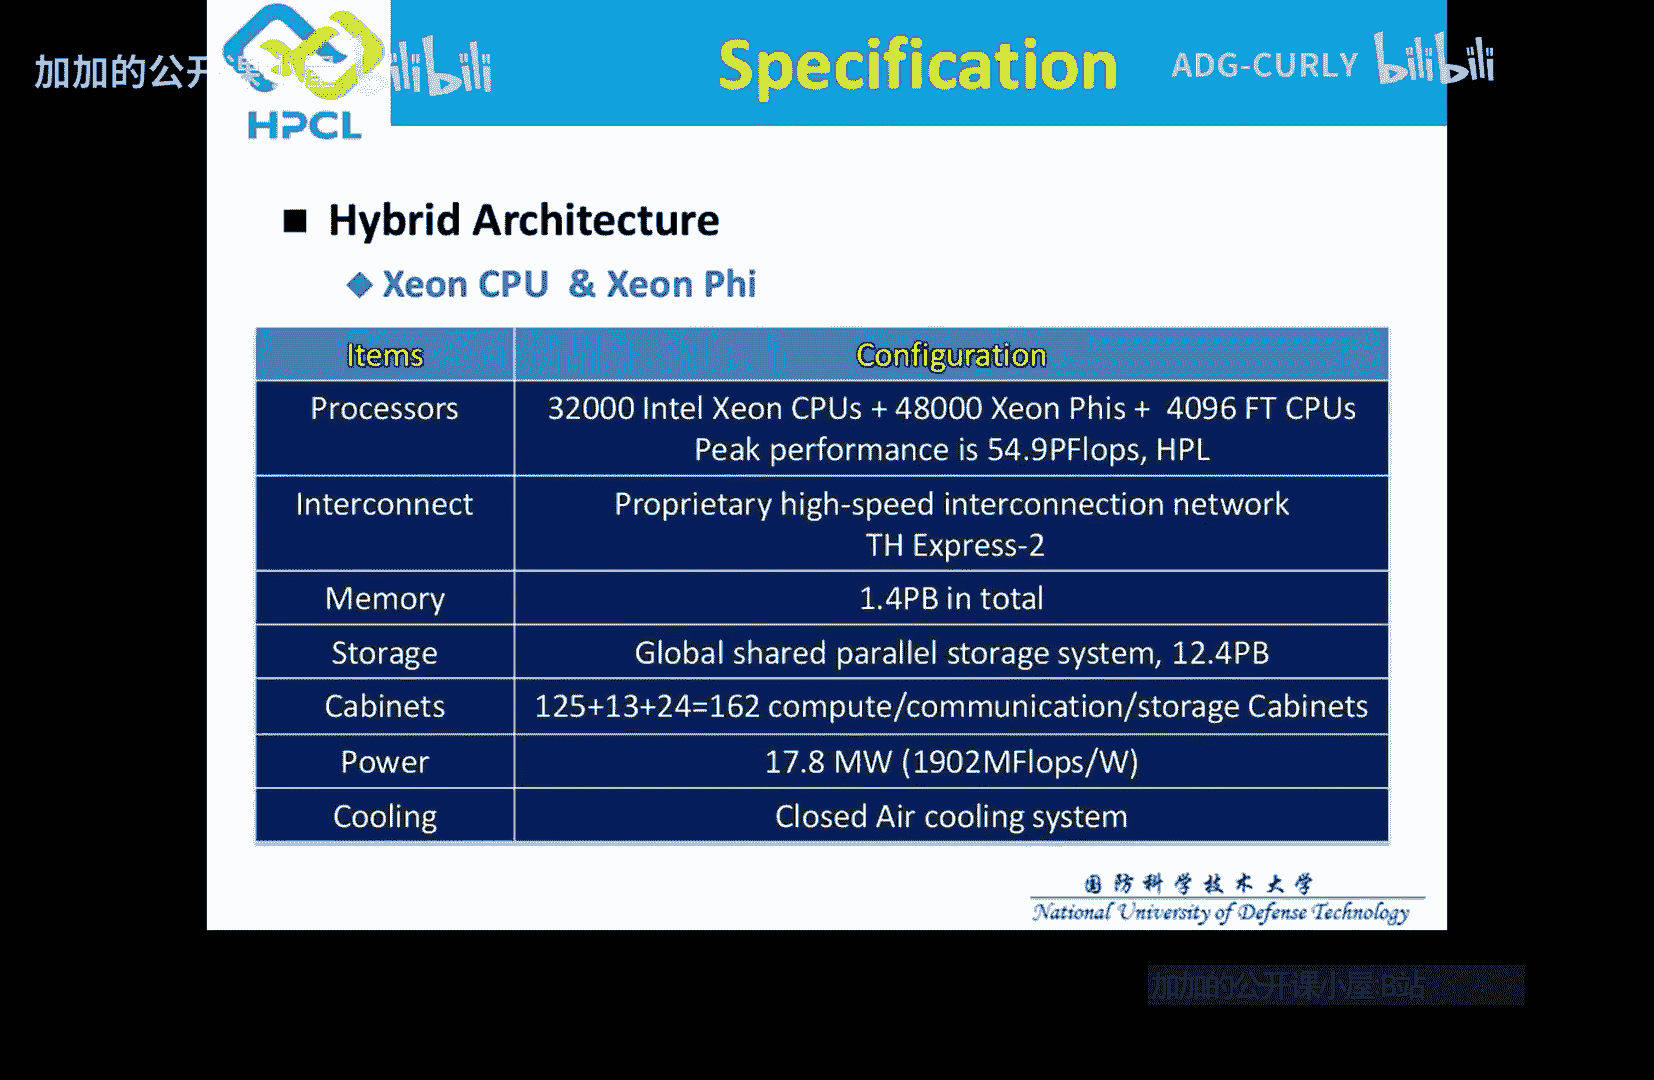 加加的公开课小屋 bilibili
ADG-CURLY bilibili
HPCL
Specification
■ Hybrid Architecture
◆ Xeon CPU & Xeon Phi
Items Configuration
Processors 32000 Intel Xeon CPUs + 48000 Xeon Phis + 4096 FT CPUs
Peak performance is 54.9PFlops, HPL
Interconnect Proprietary high-speed interconnection network
TH Express-2
Memory 1.4PB in total
Storage Global shared parallel storage system, 12.4PB
Cabinets 125+13+24=162 compute/communication/storage Cabinets
Power 17.8 MW (1902MFlops/W)
Cooling Closed Air cooling system
国防科学技术大学
National University of Defense Technology
加加的公开课小屋:B站